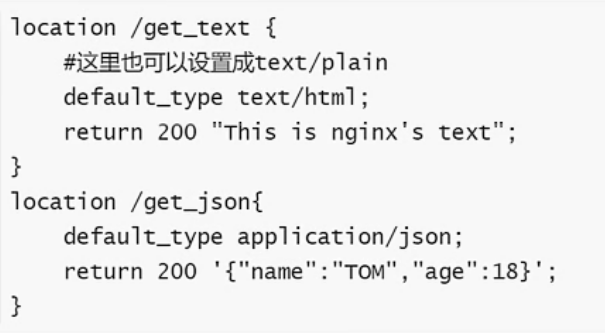 location /get_text {
    #这里也可以设置成text/plain
    default_type text/html;
    return 200 "This is nginx's text";
}
location /get_json{
    default_type application/json;
    return 200 '{"name":"TOM","age":18}';
}